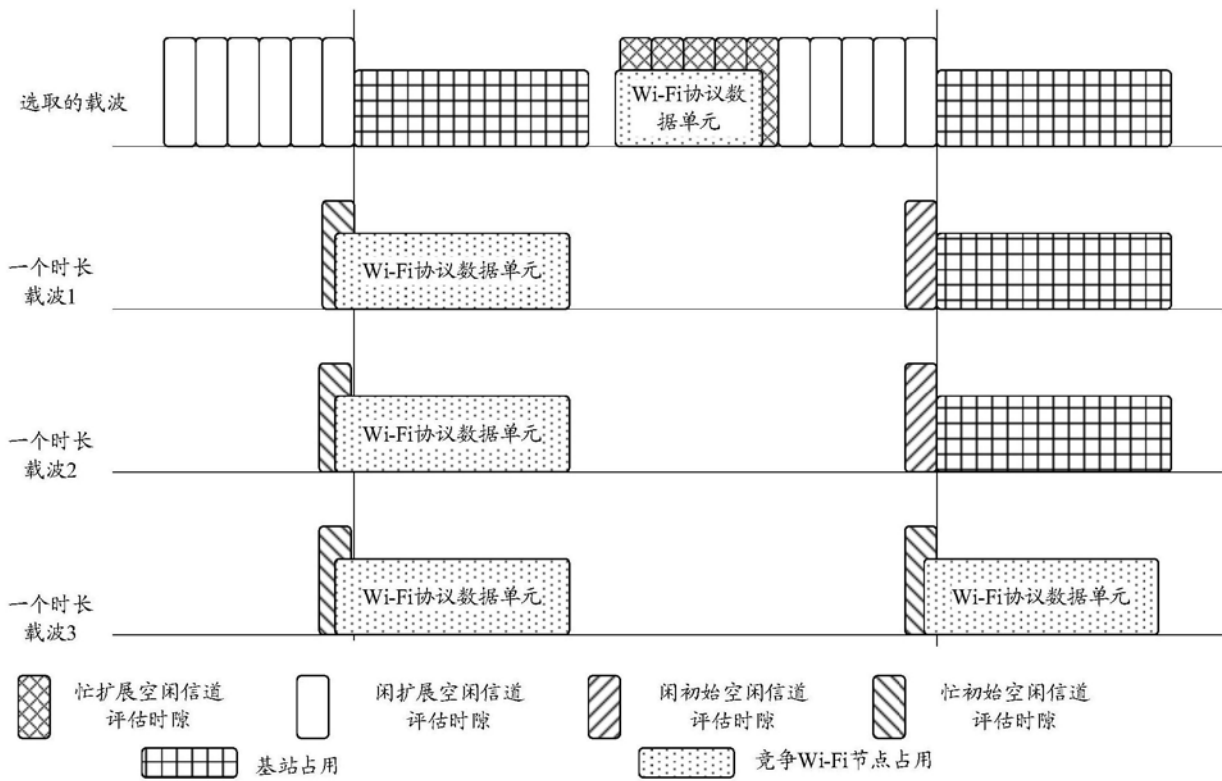 选取的载波
Wi-Fi协议数
据单元
一个时长
载波1
Wi-Fi协议数据单元
一个时长
载波2
Wi-Fi协议数据单元
一个时长
载波3
Wi-Fi协议数据单元
Wi-Fi协议数据单元
忙扩展空闲信道
评估时隙
闲扩展空闲信道
评估时隙
闲初始空闲信道
评估时隙
忙初始空闲信道
评估时隙
基站占用
竞争Wi-Fi节点占用